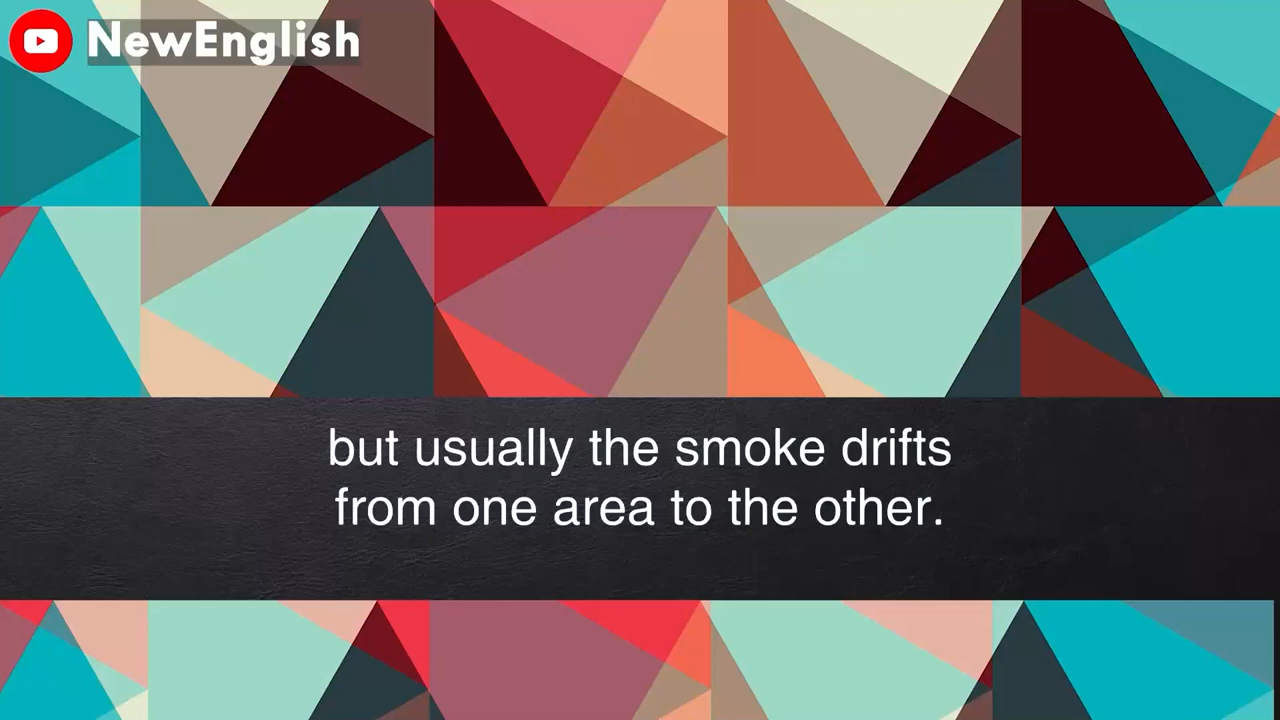 NewEnglish
but usually the smoke drifts
from one area to the other.